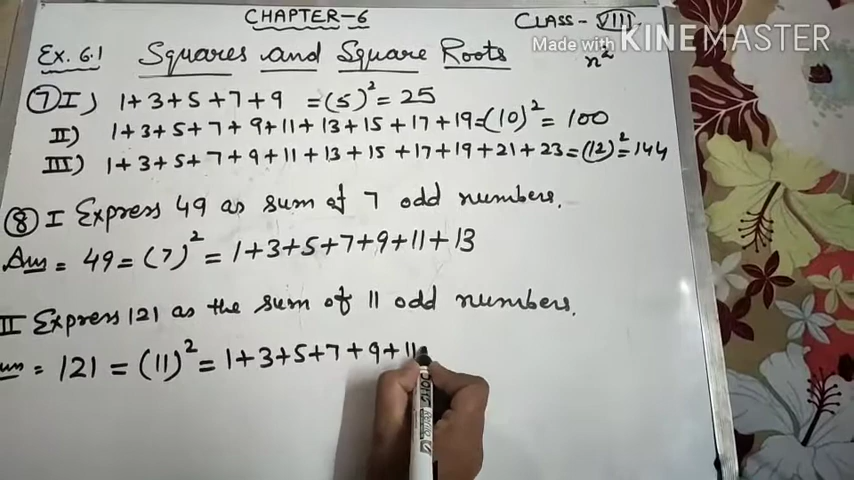 CHAPTER-6 CLASS- VIII
Made with KINEMASTER
Ex. 6.1 Squares and Square Roots n²
7 I) 1+3+5+7+9 =(5)²= 25
II) 1+3+5+7+9+11+13+15+17+19=(10)²= 100
III) 1+3+5+7+9+11+13+15+17+19+21+23=(12)²=144
8 I Express 49 as sum of 7 odd numbers.
Ans = 49=(7)² = 1+3+5+7+9+11+13
II Express 121 as the sum of 11 odd numbers.
= 121 = (11)² = 1+3+5+7+9+11